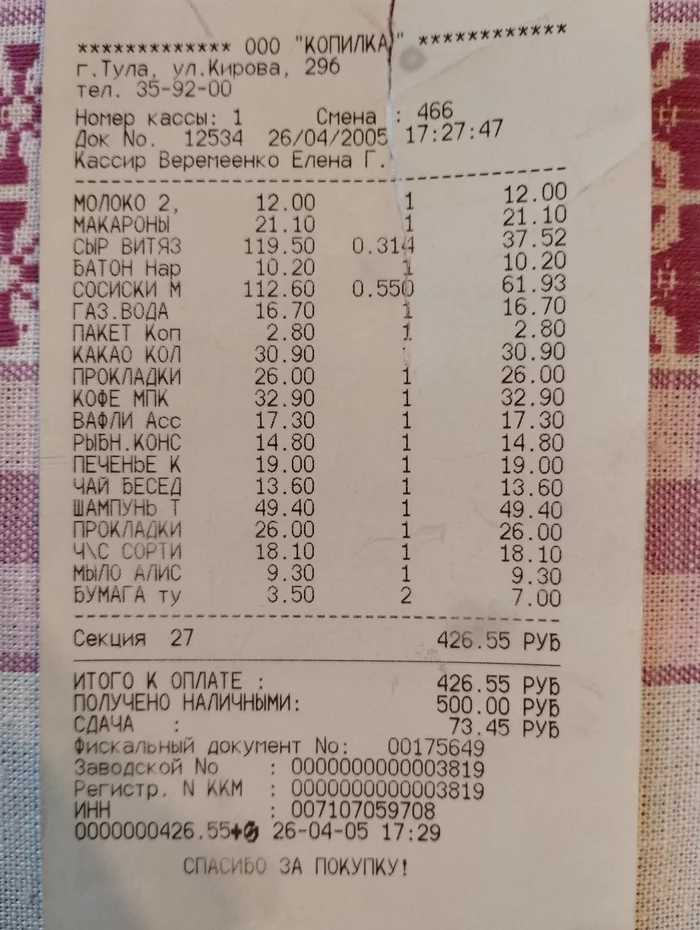 ************* ООО "КОПИЛКА" ************
г.Тула, ул.Кирова, 296
тел. 35-92-00
Номер кассы: 1 Смена : 466
Док No. 12534 26/04/2005 17:27:47
Кассир Веремеенко Елена Г.
МОЛОКО 2, 12.00 1 12.00
МАКАРОНЫ 21.10 1 21.10
СЫР ВИТЯЗ 119.50 0.314 37.52
БАТОН Нар 10.20 1 10.20
СОСИСКИ М 112.60 0.550 61.93
ГАЗ.ВОДА 16.70 1 16.70
ПАКЕТ Коп 2.80 1 2.80
КАКАО КОЛ 30.90 30.90
ПРОКЛАДКИ 26.00 1 26.00
КОФЕ МПК 32.90 1 32.90
ВАФЛИ Асс 17.30 1 17.30
РЫБН.КОНС 14.80 1 14.80
ПЕЧЕНЬЕ К 19.00 1 19.00
ЧАЙ БЕСЕД 13.60 1 13.60
ШАМПУНЬ Т 49.40 1 49.40
ПРОКЛАДКИ 26.00 1 26.00
Ч\С СОРТИ 18.10 1 18.10
МЫЛО АЛИС 9.30 1 9.30
БУМАГА ту 3.50 2 7.00
Секция 27 426.55 РУБ
ИТОГО К ОПЛАТЕ : 426.55 РУБ
ПОЛУЧЕНО НАЛИЧНЫМИ: 500.00 РУБ
СДАЧА : 73.45 РУБ
Фискальный документ No: 00175649
Заводской No : 0000000000003819
Регистр. N ККМ : 0000000000003819
ИНН : 007107059708
0000000426.55 26-04-05 17:29
СПАСИБО ЗА ПОКУПКУ!